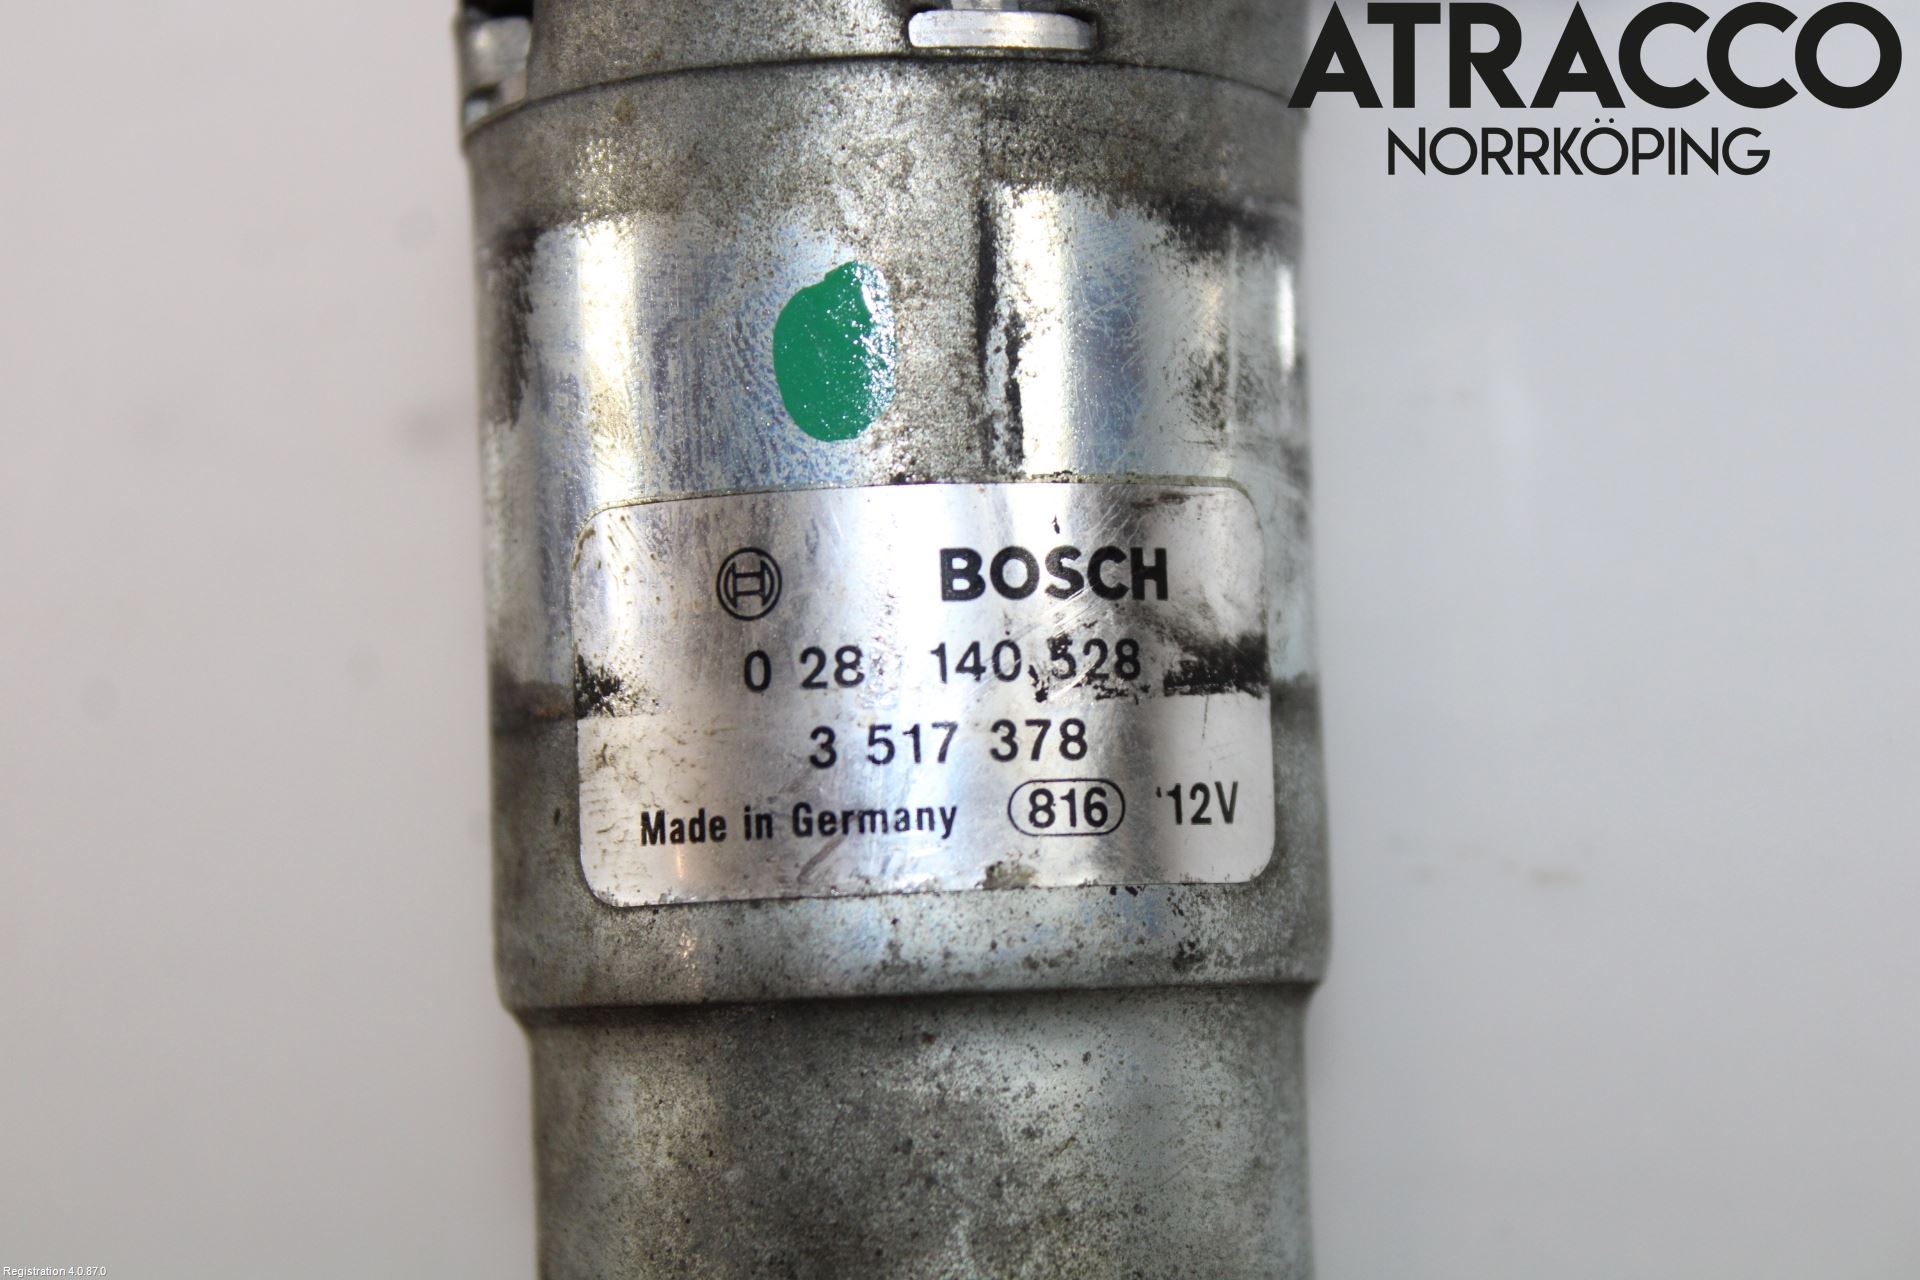 ATRACCO
NORRKÖPING
BOSCH
0 28 140 528
3 517 378
Made in Germany 816 12V
Registration 4.0.87.0